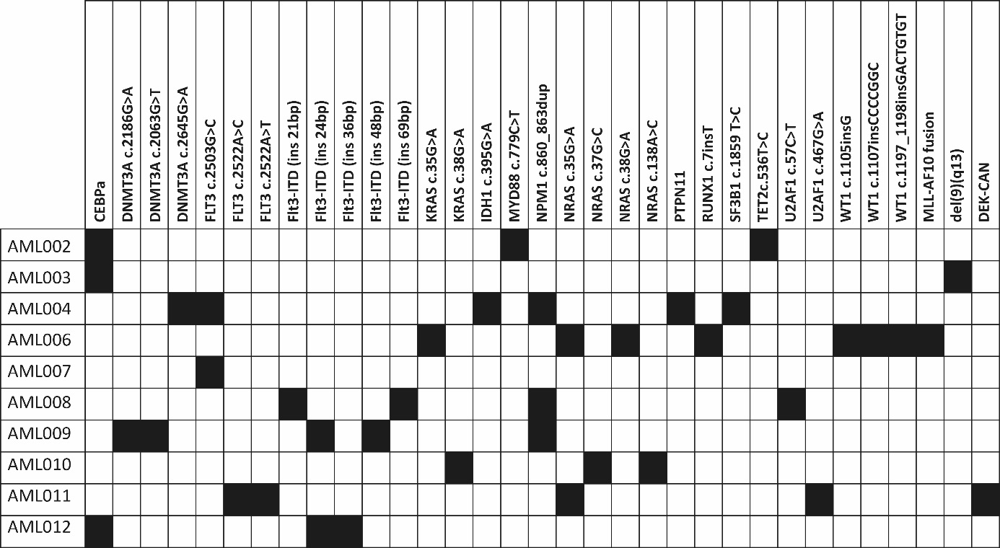 CEBPa
DNMT3A c.2186G>A
DNMT3A c.2063G>T
DNMT3A c.2645G>A
FLT3 c.2503G>C
FLT3 c.2522A>C
FLT3 c.2522A>T
Flt3-ITD (ins 21bp)
Flt3-ITD (ins 24bp)
Flt3-ITD (ins 36bp)
Flt3-ITD (ins 48bp)
Flt3-ITD (ins 69bp)
KRAS c.35G>A
KRAS c.38G>A
IDH1 c.395G>A
MYD88 c.779C>T
NPM1 c.860_863dup
NRAS c.35G>A
NRAS c.37G>C
NRAS c.38G>A
NRAS c.138A>C
PTPN11
RUNX1 c.7insT
SF3B1 c.1859 T>C
TET2c.536T>C
U2AF1 c.57C>T
U2AF1 c.467G>A
WT1 c.1105insG
WT1 c.1107insCCCCGGC
WT1 c.1197_1198insGACTGTGT
MLL-AF10 fusion
del(9)(q13)
DEK-CAN
AML002
AML003
AML004
AML006
AML007
AML008
AML009
AML010
AML011
AML012